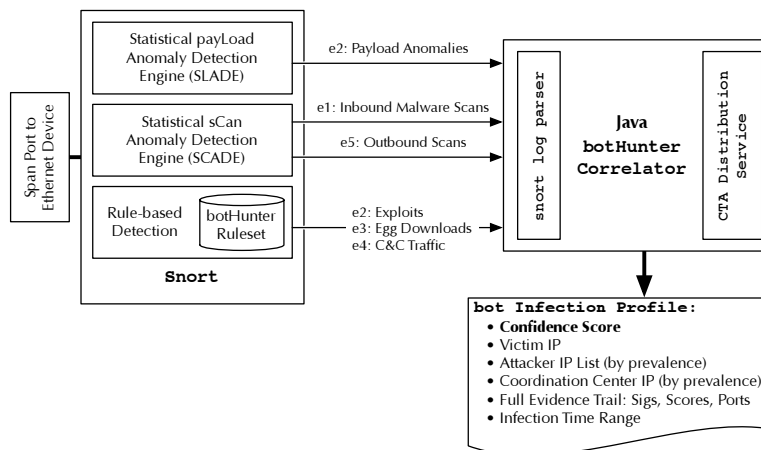 Span Port to
Ethernet Device
Statistical payLoad
Anomaly Detection
Engine (SLADE)
Statistical sCan
Anomaly Detection
Engine (SCADE)
Rule-based
Detection
botHunter
Ruleset
Snort
e2: Payload Anomalies
e1: Inbound Malware Scans
e5: Outbound Scans
e2: Exploits
e3: Egg Downloads
e4: C&C Traffic
snort log parser
Java
botHunter
Correlator
CTA Distribution
Service
bot Infection Profile:
• Confidence Score
• Victim IP
• Attacker IP List (by prevalence)
• Coordination Center IP (by prevalence)
• Full Evidence Trail: Sigs, Scores, Ports
• Infection Time Range